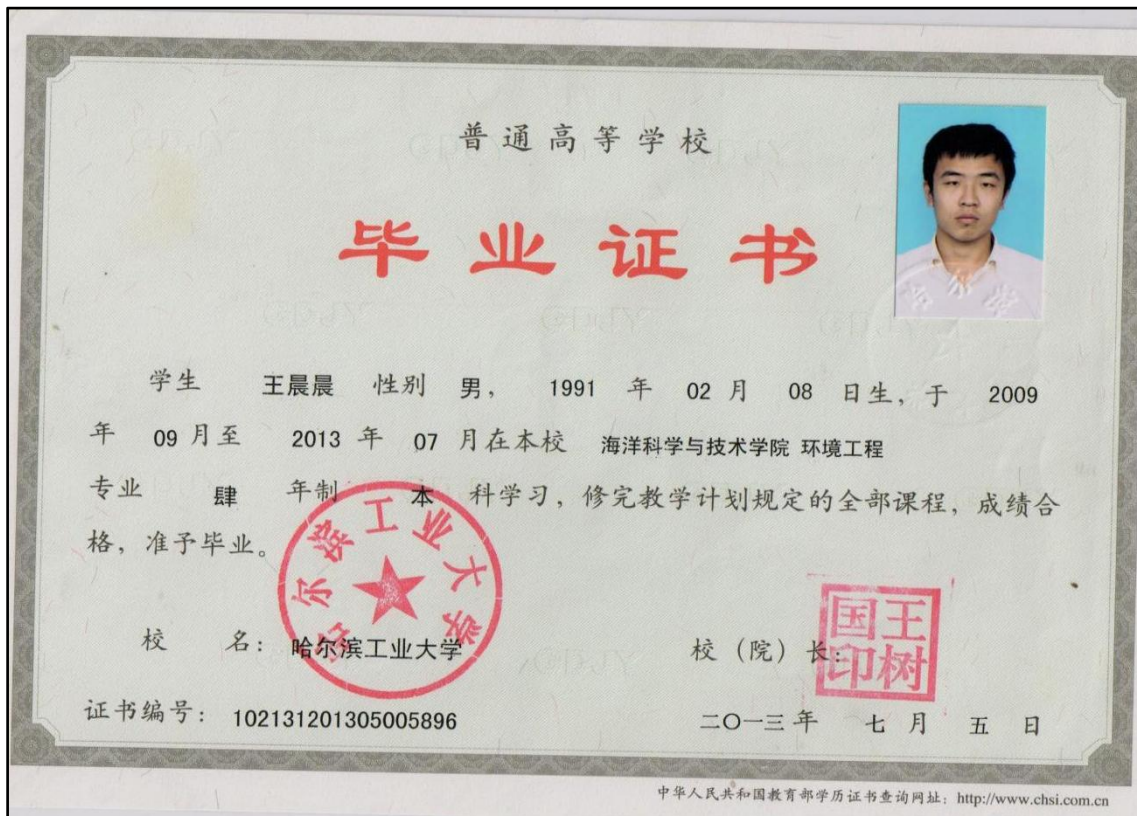 普通高等学校
毕业证书
学生 王晨晨 性别 男， 1991 年 02 月 08 日生，于 2009
年 09 月至 2013 年 07 月在本校 海洋科学与技术学院 环境工程
专业 肆 年制 本 科学习，修完教学计划规定的全部课程，成绩合
格，准予毕业。
哈尔滨工业大学
校 名： 哈尔滨工业大学
校（院）长：
王树国印
证书编号： 102131201305005896
二〇一三 年 七 月 五 日
中华人民共和国教育部学历证书查询网址：http://www.chsi.com.cn